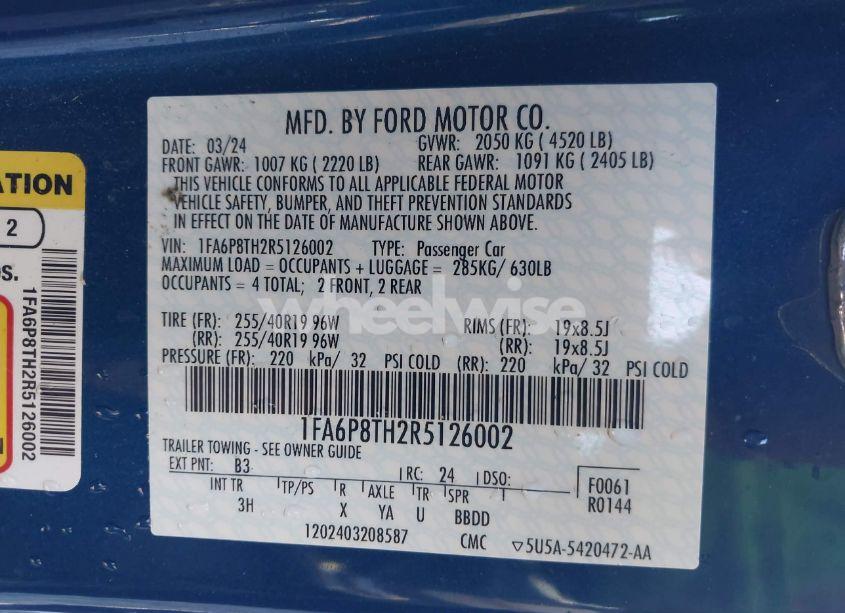 MFD. BY FORD MOTOR CO.
DATE: 03/24 GVWR: 2050 KG ( 4520 LB)
FRONT GAWR: 1007 KG ( 2220 LB) REAR GAWR: 1091 KG ( 2405 LB)
THIS VEHICLE CONFORMS TO ALL APPLICABLE FEDERAL MOTOR
VEHICLE SAFETY, BUMPER, AND THEFT PREVENTION STANDARDS
IN EFFECT ON THE DATE OF MANUFACTURE SHOWN ABOVE.
VIN: 1FA6P8TH2R5126002 TYPE: Passenger Car
MAXIMUM LOAD = OCCUPANTS + LUGGAGE = 285KG/ 630LB
OCCUPANTS = 4 TOTAL; 2 FRONT, 2 REAR
wheelwise
TIRE (FR): 255/40R19 96W RIMS (FR): 19x8.5J
(RR): 255/40R19 96W (RR): 19x8.5J
PRESSURE (FR): 220 kPa/ 32 PSI COLD (RR): 220 kPa/ 32 PSI COLD
1FA6P8TH2R5126002
TRAILER TOWING - SEE OWNER GUIDE
EXT PNT: B3 RC: 24 DSO: F0061
R0144
INT TR TP/PS R AXLE TR SPR
3H X YA U BBDD
1202403208587 CMC ▽5U5A-5420472-AA
ATION
2
OS.
1FA6P8TH2R5126002